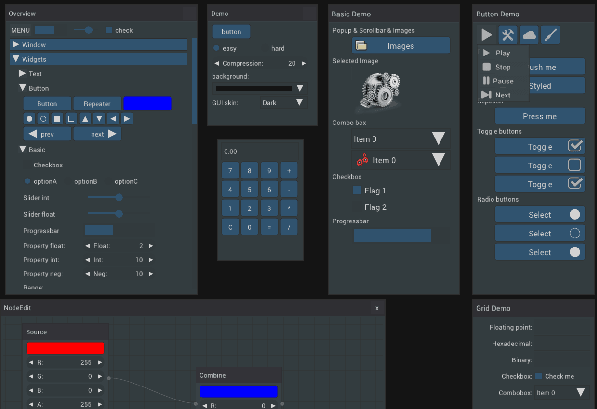 Overview
MENU
check
Window
Widgets
Text
Button
Button
Repeater
prev
next
Basic
Checkbox
optionA
optionB
optionC
Slider int
Slider float
Progressbar
Property float:
Float:
2
Property int:
Int:
10
Property neg
Neg:
10
Demo
button
easy
hard
Compression:
20
background:
GUI skin:
Dark
0.00
7 8 9 +
4 5 6 -
1 2 3 *
C 0 = /
Basic Demo
Popup & Scrollbar & Images
Images
Selected Image
Combo box
Item 0
Item 0
Checkbox
Flag 1
Flag 2
Progressbar
Button Demo
Play
Stop
Pause
Next
sh me
tyled
Press me
Toggle buttons
Toggle
Toggle
Toggle
Radio buttons
Select
Select
Select
NodeEdit
x
Source
R:
255
G:
0
B:
0
A:
255
Combine
R:
0
Grid Demo
Floating point:
Hexadecimal:
Binary:
Checkbox:
Check me
Combobox:
Item 0